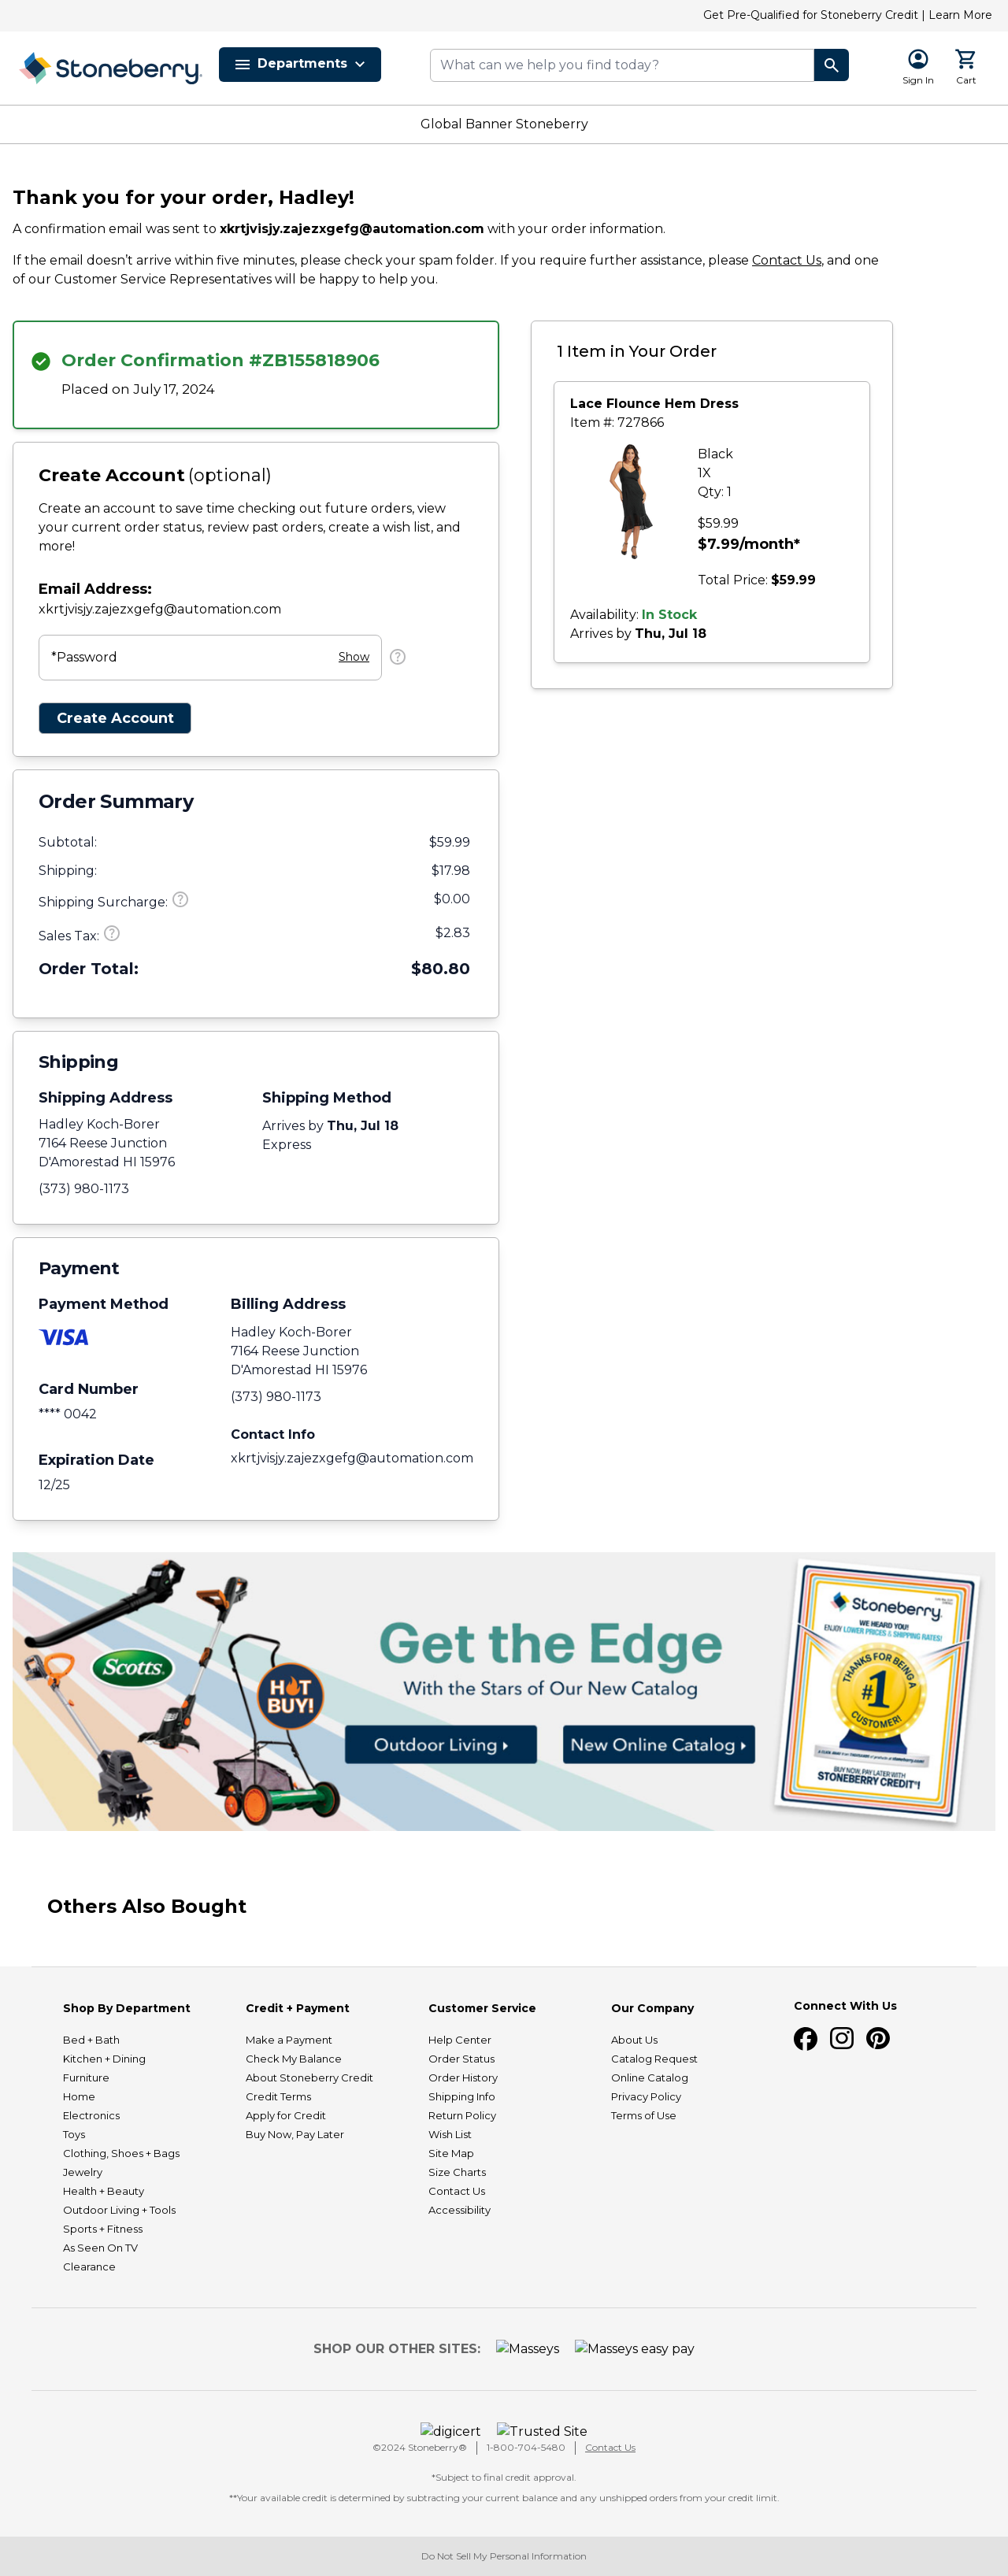 Get Pre-Qualified for Stoneberry Credit | Learn More
Stoneberry.
Departments
What can we help you find today?
Sign In
Cart
Global Banner Stoneberry
Thank you for your order, Hadley!
A confirmation email was sent to xkrtjvisjy.zajezxgefg@automation.com with your order information.
If the email doesn’t arrive within five minutes, please check your spam folder. If you require further assistance, please Contact Us, and one
of our Customer Service Representatives will be happy to help you.
Order Confirmation #ZB155818906
Placed on July 17, 2024
Create Account (optional)
Create an account to save time checking out future orders, view
your current order status, review past orders, create a wish list, and
more!
Email Address:
xkrtjvisjy.zajezxgefg@automation.com
*Password
Show
Create Account
Order Summary
Subtotal: $59.99
Shipping: $17.98
Shipping Surcharge: $0.00
Sales Tax: $2.83
Order Total: $80.80
Shipping
Shipping Address
Hadley Koch-Borer
7164 Reese Junction
D'Amorestad HI 15976
(373) 980-1173
Shipping Method
Arrives by Thu, Jul 18
Express
Payment
Payment Method
VISA
Card Number
**** 0042
Expiration Date
12/25
Billing Address
Hadley Koch-Borer
7164 Reese Junction
D'Amorestad HI 15976
(373) 980-1173
Contact Info
xkrtjvisjy.zajezxgefg@automation.com
1 Item in Your Order
Lace Flounce Hem Dress
Item #: 727866
Black
1X
Qty: 1
$59.99
$7.99/month*
Total Price: $59.99
Availability: In Stock
Arrives by Thu, Jul 18
Scotts
HOT
BUY!
Get the Edge
With the Stars of Our New Catalog
Outdoor Living
New Online Catalog
Stoneberry.
WE HEARD YOU!
ENJOY LOWER PRICES & SHIPPING RATES!
THANKS FOR BEING A
#1
CUSTOMER!
BUY NOW, PAY LATER WITH
STONEBERRY CREDIT*!
Others Also Bought
Shop By Department
Bed + Bath
Kitchen + Dining
Furniture
Home
Electronics
Toys
Clothing, Shoes + Bags
Jewelry
Health + Beauty
Outdoor Living + Tools
Sports + Fitness
As Seen On TV
Clearance
Credit + Payment
Make a Payment
Check My Balance
About Stoneberry Credit
Credit Terms
Apply for Credit
Buy Now, Pay Later
Customer Service
Help Center
Order Status
Order History
Shipping Info
Return Policy
Wish List
Site Map
Size Charts
Contact Us
Accessibility
Our Company
About Us
Catalog Request
Online Catalog
Privacy Policy
Terms of Use
Connect With Us
SHOP OUR OTHER SITES: Masseys Masseys easy pay
digicert Trusted Site
©2024 Stoneberry® 1-800-704-5480 Contact Us
*Subject to final credit approval.
**Your available credit is determined by subtracting your current balance and any unshipped orders from your credit limit.
Do Not Sell My Personal Information